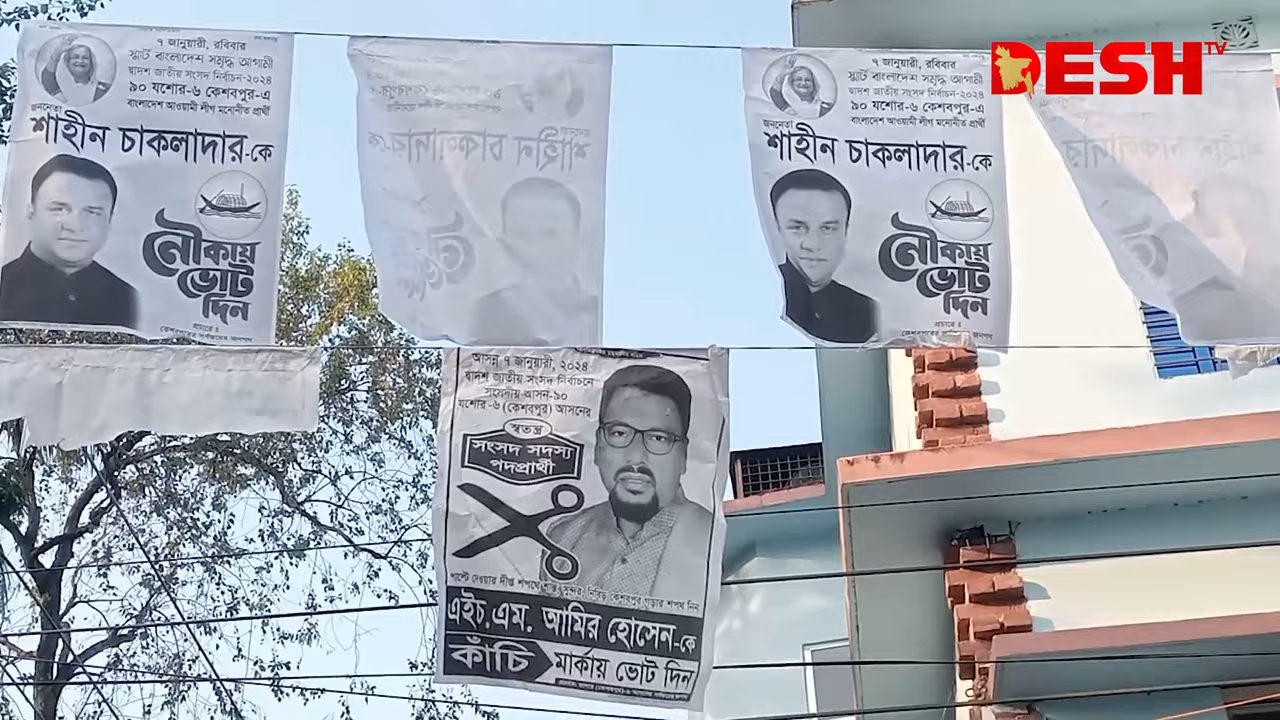 ৭ জানুয়ারী, রবিবার
স্মার্ট বাংলাদেশ সমৃদ্ধ আগামী
দ্বাদশ জাতীয় সংসদ নির্বাচন-২০২৪
৯০ যশোর-৬ কেশবপুর-এ
বাংলাদেশ আওয়ামী লীগ মনোনীত প্রার্থী
জননেতা
শাহীন চাকলাদার-কে
নৌকায়
ভোট
দিন
৭ জানুয়ারী, রবিবার
স্মার্ট বাংলাদেশ সমৃদ্ধ আগামী
দ্বাদশ জাতীয় সংসদ নির্বাচন-২০২৪
৯০ যশোর-৬ কেশবপুর-এ
বাংলাদেশ আওয়ামী লীগ মনোনীত প্রার্থী
জননেতা
শাহীন চাকলাদার-কে
নৌকায়
ভোট
দিন
প্রচারে ঃ
DESH TV
আসন্ন ৭ জানুয়ারী, ২০২৪
দ্বাদশ জাতীয় সংসদ নির্বাচনে
সংসদীয় আসন-৯০
যশোর-৬ (কেশবপুর) আসনের
স্বতন্ত্র
সংসদ সদস্য
পদপ্রার্থী
এইচ.এম. আমির হোসেন-কে
কাঁচি মার্কায় ভোট দিন